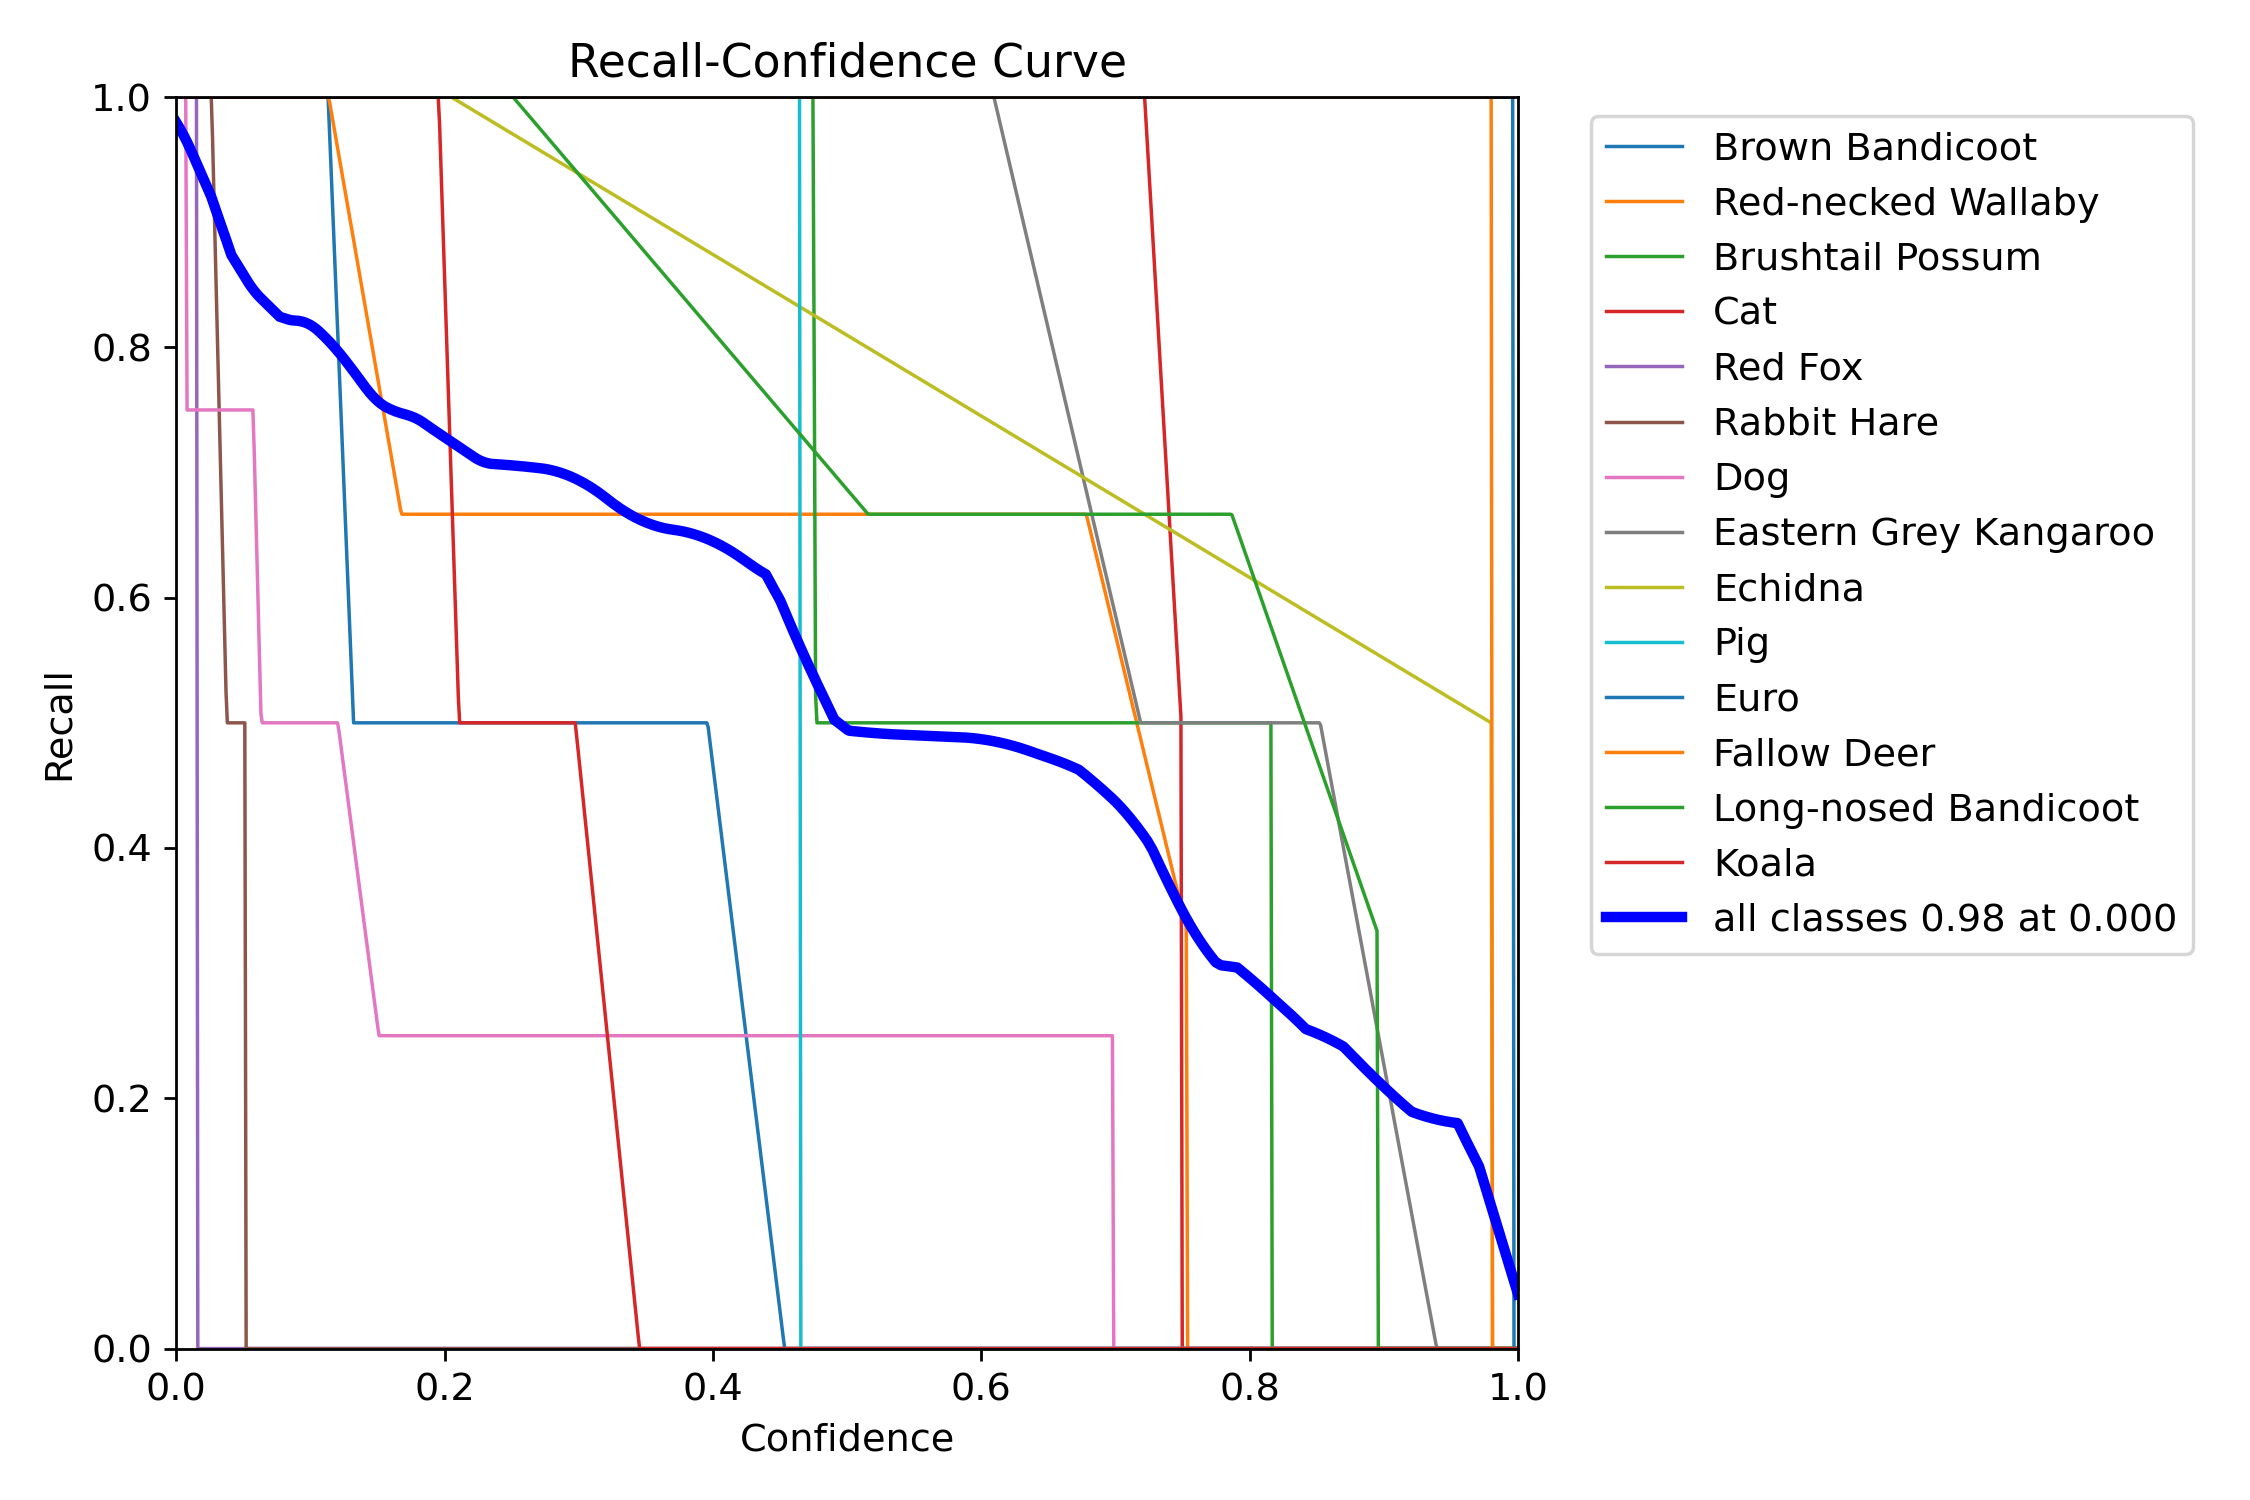 Recall-Confidence Curve
1.0
0.8
0.6
0.4
0.2
0.0
Recall
0.0 0.2 0.4 0.6 0.8 1.0
Confidence
Brown Bandicoot
Red-necked Wallaby
Brushtail Possum
Cat
Red Fox
Rabbit Hare
Dog
Eastern Grey Kangaroo
Echidna
Pig
Euro
Fallow Deer
Long-nosed Bandicoot
Koala
all classes 0.98 at 0.000